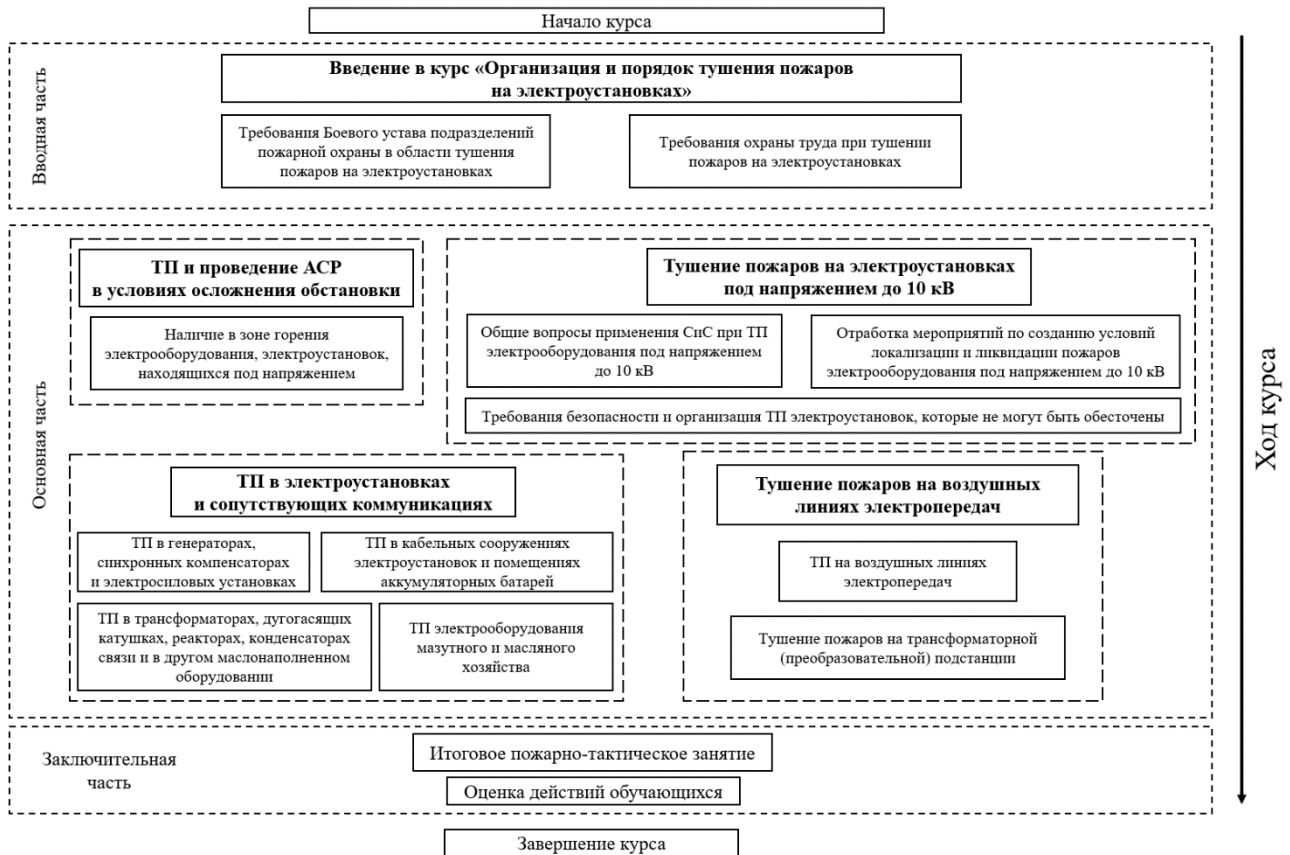 Начало курса
Вводная часть
Введение в курс «Организация и порядок тушения пожаров
на электроустановках»
Требования Боевого устава подразделений
пожарной охраны в области тушения
пожаров на электроустановках
Требования охраны труда при тушении
пожаров на электроустановках
Основная часть
ТП и проведение АСР
в условиях осложнения обстановки
Наличие в зоне горения
электрооборудования, электроустановок,
находящихся под напряжением
Тушение пожаров на электроустановках
под напряжением до 10 кВ
Общие вопросы применения СиС при ТП
электрооборудования под напряжением
до 10 кВ
Отработка мероприятий по созданию условий
локализации и ликвидации пожаров
электрооборудования под напряжением до 10 кВ
Требования безопасности и организация ТП электроустановок, которые не могут быть обесточены
ТП в электроустановках
и сопутствующих коммуникациях
ТП в генераторах,
синхронных компенсаторах
и электросиловых установках
ТП в кабельных сооружениях
электроустановок и помещениях
аккумуляторных батарей
ТП в трансформаторах, дугогасящих
катушках, реакторах, конденсаторах
связи и в другом маслонаполненном
оборудовании
ТП электрооборудования
мазутного и масляного
хозяйства
Тушение пожаров на воздушных
линиях электропередач
ТП на воздушных линиях
электропередач
Тушение пожаров на трансформаторной
(преобразовательной) подстанции
Заключительная
часть
Итоговое пожарно-тактическое занятие
Оценка действий обучающихся
Завершение курса
Ход курса